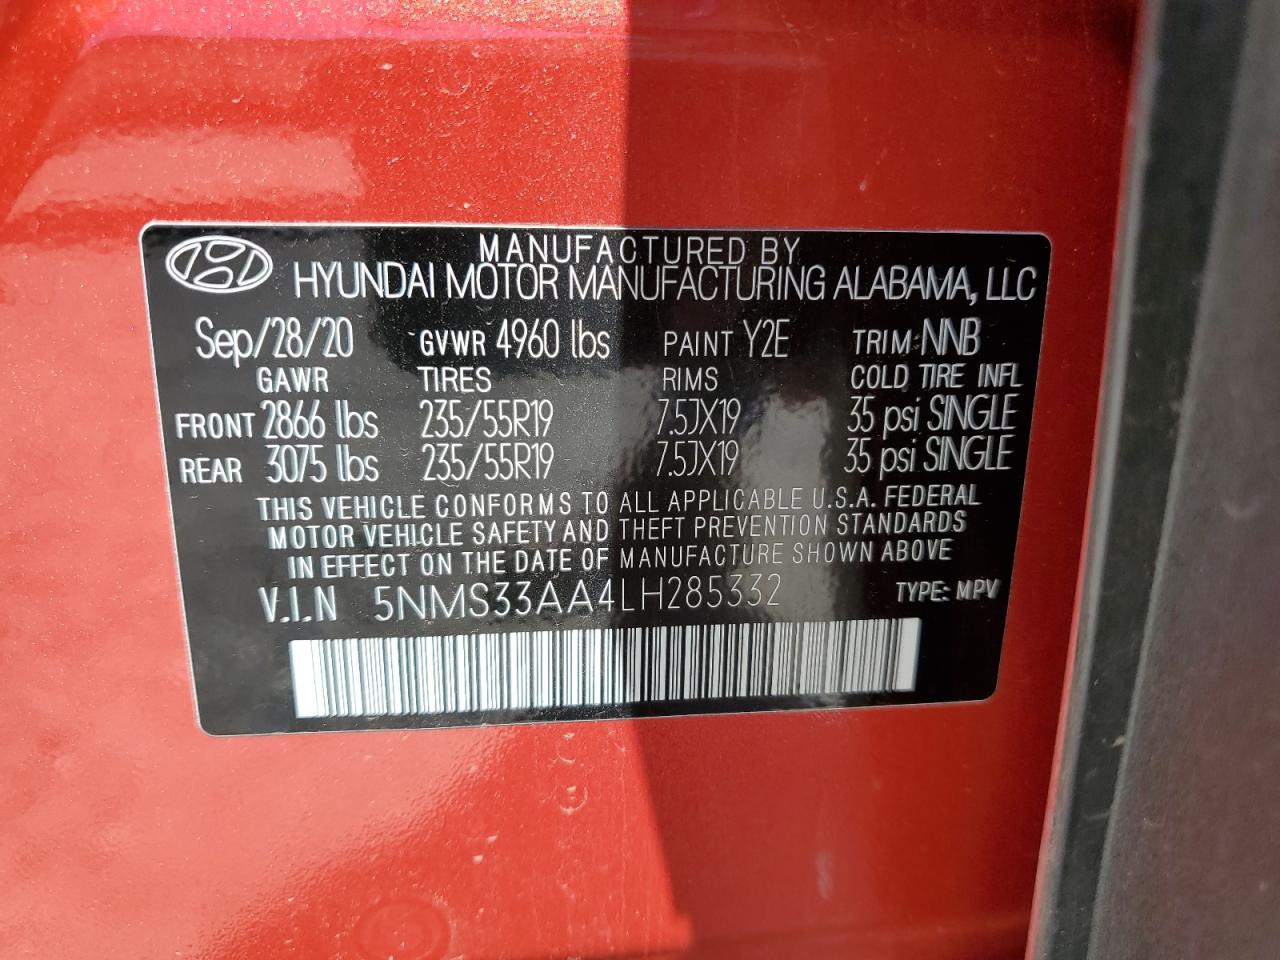 MANUFACTURED BY
HYUNDAI MOTOR MANUFACTURING ALABAMA, LLC
Sep/28/20 GVWR 4960 lbs PAINT Y2E TRIM: NNB
GAWR TIRES RIMS COLD TIRE INFL
FRONT 2866 lbs 235/55R19 7.5JX19 35 psi SINGLE
REAR 3075 lbs 235/55R19 7.5JX19 35 psi SINGLE
THIS VEHICLE CONFORMS TO ALL APPLICABLE U.S.A. FEDERAL
MOTOR VEHICLE SAFETY AND THEFT PREVENTION STANDARDS
IN EFFECT ON THE DATE OF MANUFACTURE SHOWN ABOVE
V.I.N 5NMS33AA4LH285332 TYPE: MPV